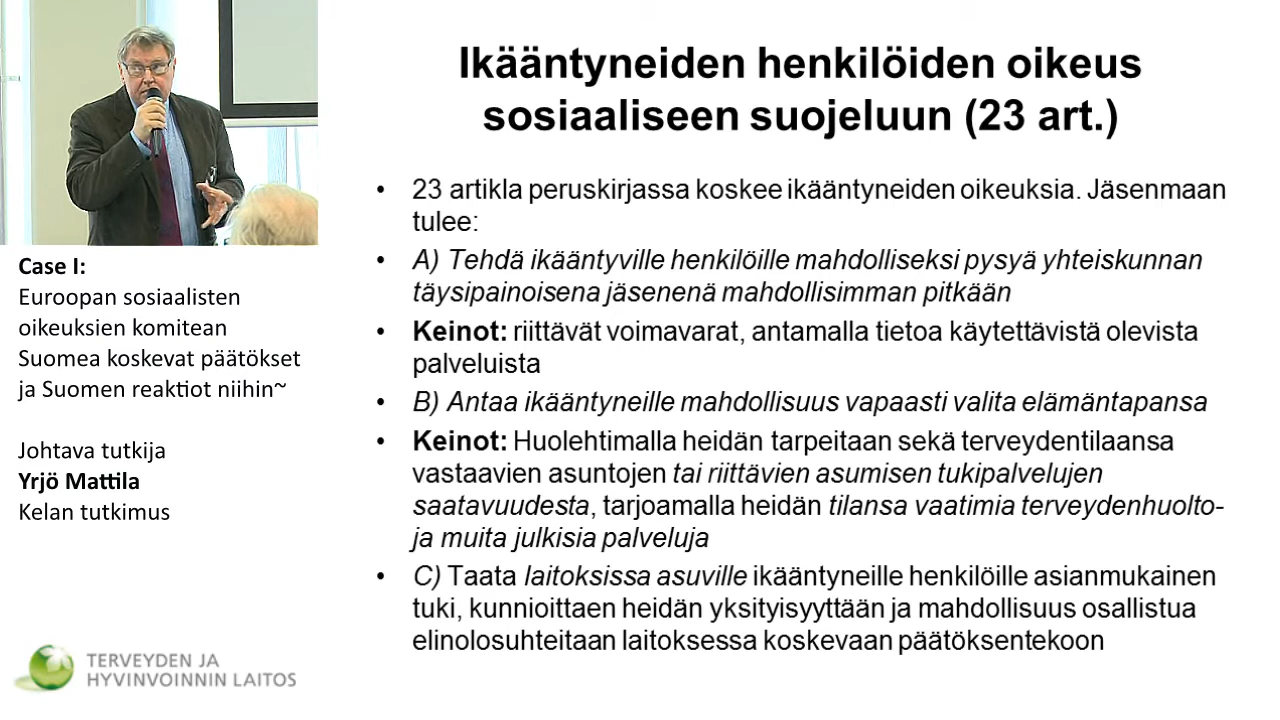 Ikääntyneiden henkilöiden oikeus
sosiaaliseen suojeluun (23 art.)
• 23 artikla peruskirjassa koskee ikääntyneiden oikeuksia. Jäsenmaan
tulee:
• A) Tehdä ikääntyville henkilöille mahdolliseksi pysyä yhteiskunnan
täysipainoisena jäsenenä mahdollisimman pitkään
• Keinot: riittävät voimavarat, antamalla tietoa käytettävistä olevista
palveluista
• B) Antaa ikääntyneille mahdollisuus vapaasti valita elämäntapansa
• Keinot: Huolehtimalla heidän tarpeitaan sekä terveydentilaansa
vastaavien asuntojen tai riittävien asumisen tukipalvelujen
saatavuudesta, tarjoamalla heidän tilansa vaatimia terveydenhuolto-
ja muita julkisia palveluja
• C) Taata laitoksissa asuville ikääntyneille henkilöille asianmukainen
tuki, kunnioittaen heidän yksityisyyttään ja mahdollisuus osallistua
elinolosuhteitaan laitoksessa koskevaan päätöksentekoon
Case I:
Euroopan sosiaalisten
oikeuksien komitean
Suomea koskevat päätökset
ja Suomen reaktiot niihin~
Johtava tutkija
Yrjö Mattila
Kelan tutkimus
TERVEYDEN JA
HYVINVOINNIN LAITOS